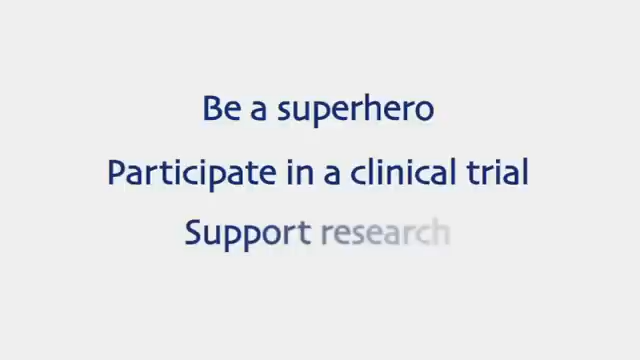 Be a superhero
Participate in a clinical trial
Support research